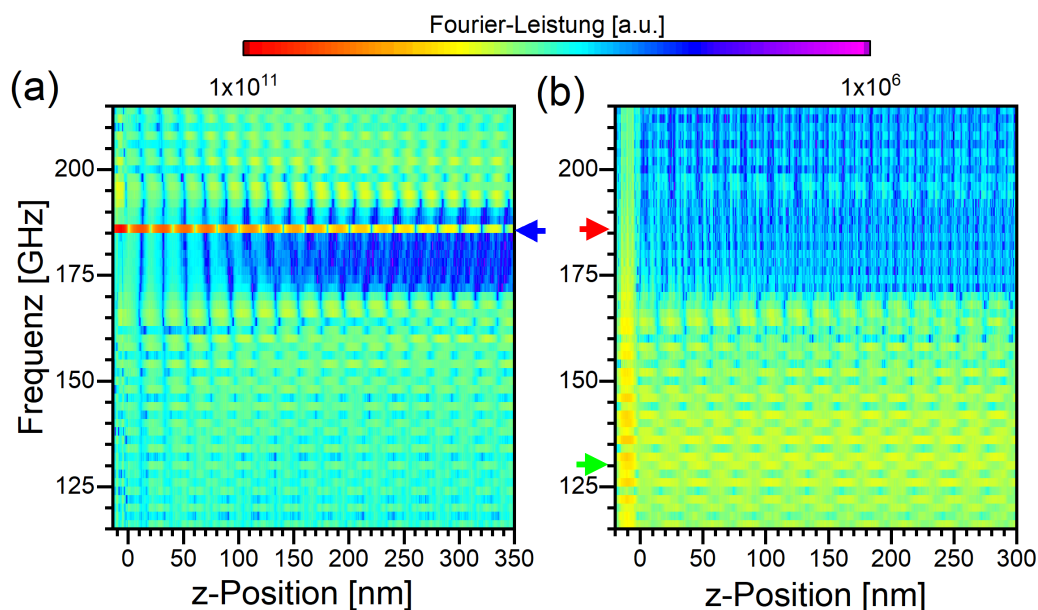 Fourier-Leistung [a.u.]
(a)
1x10¹¹
(b)
1x10⁶
Frequenz [GHz]
200
175
150
125
200
175
150
125
0 50 100 150 200 250 300 350
0 50 100 150 200 250 300
z-Position [nm]
z-Position [nm]